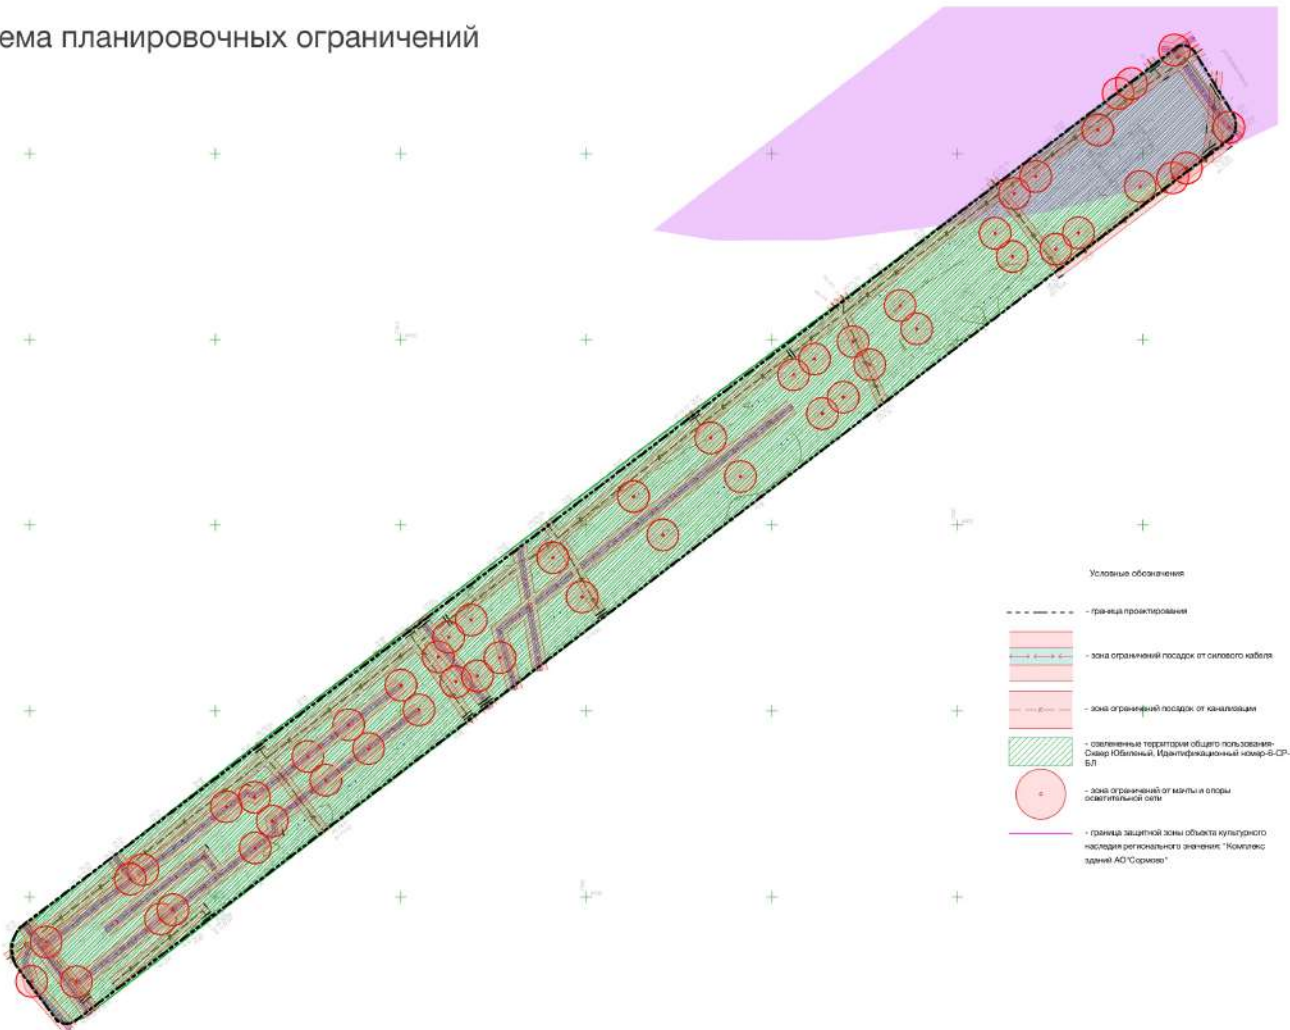 ема планировочных ограничений
Условные обозначения
- граница проектирования
- зона ограничений посадок от силового кабеля
- зона ограничений посадок от канализации
- озелененные территории общего пользования-
Сквер Юбилейный, Идентификационный номер-6-СР-
БЛ
- зона ограничений от мачты и опоры
осветительной сети
- граница защитной зоны объекта культурного
наследия регионального значения: "Комплекс
зданий АО"Сормово"